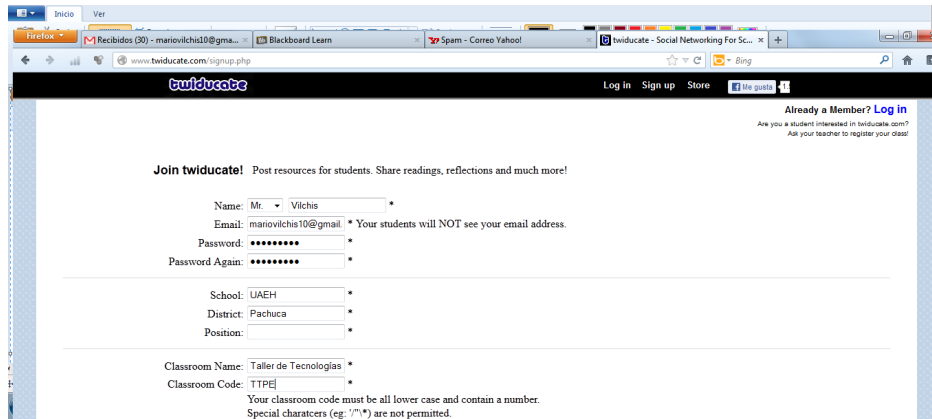 Inicio Ver
Firefox
Recibidos (30) - mariovilchis10@gma... × Blackboard Learn × Spam - Correo Yahoo! × twiducate - Social Networking For Sc... × +
www.twiducate.com/signup.php Bing
twiducate Log in Sign up Store Me gusta
Already a Member? Log in
Are you a student interested in twiducate.com?
Ask your teacher to register your class!
Join twiducate! Post resources for students. Share readings, reflections and much more!
Name: Mr. Vilchis *
Email: mariovilchis10@gmail. * Your students will NOT see your email address.
Password: ●●●●●●●●● *
Password Again: ●●●●●●●●● *
School: UAEH *
District: Pachuca *
Position: *
Classroom Name: Taller de Tecnologías *
Classroom Code: TTPE *
Your classroom code must be all lower case and contain a number.
Special charatcers (eg: '/"\*) are not permitted.